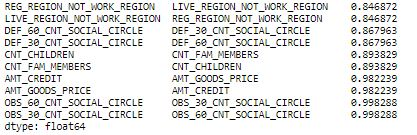 REG_REGION_NOT_WORK_REGION LIVE_REGION_NOT_WORK_REGION 0.846872
LIVE_REGION_NOT_WORK_REGION REG_REGION_NOT_WORK_REGION 0.846872
DEF_60_CNT_SOCIAL_CIRCLE DEF_30_CNT_SOCIAL_CIRCLE 0.867963
DEF_30_CNT_SOCIAL_CIRCLE DEF_60_CNT_SOCIAL_CIRCLE 0.867963
CNT_CHILDREN CNT_FAM_MEMBERS 0.893829
CNT_FAM_MEMBERS CNT_CHILDREN 0.893829
AMT_CREDIT AMT_GOODS_PRICE 0.982239
AMT_GOODS_PRICE AMT_CREDIT 0.982239
OBS_60_CNT_SOCIAL_CIRCLE OBS_30_CNT_SOCIAL_CIRCLE 0.998288
OBS_30_CNT_SOCIAL_CIRCLE OBS_60_CNT_SOCIAL_CIRCLE 0.998288
dtype: float64